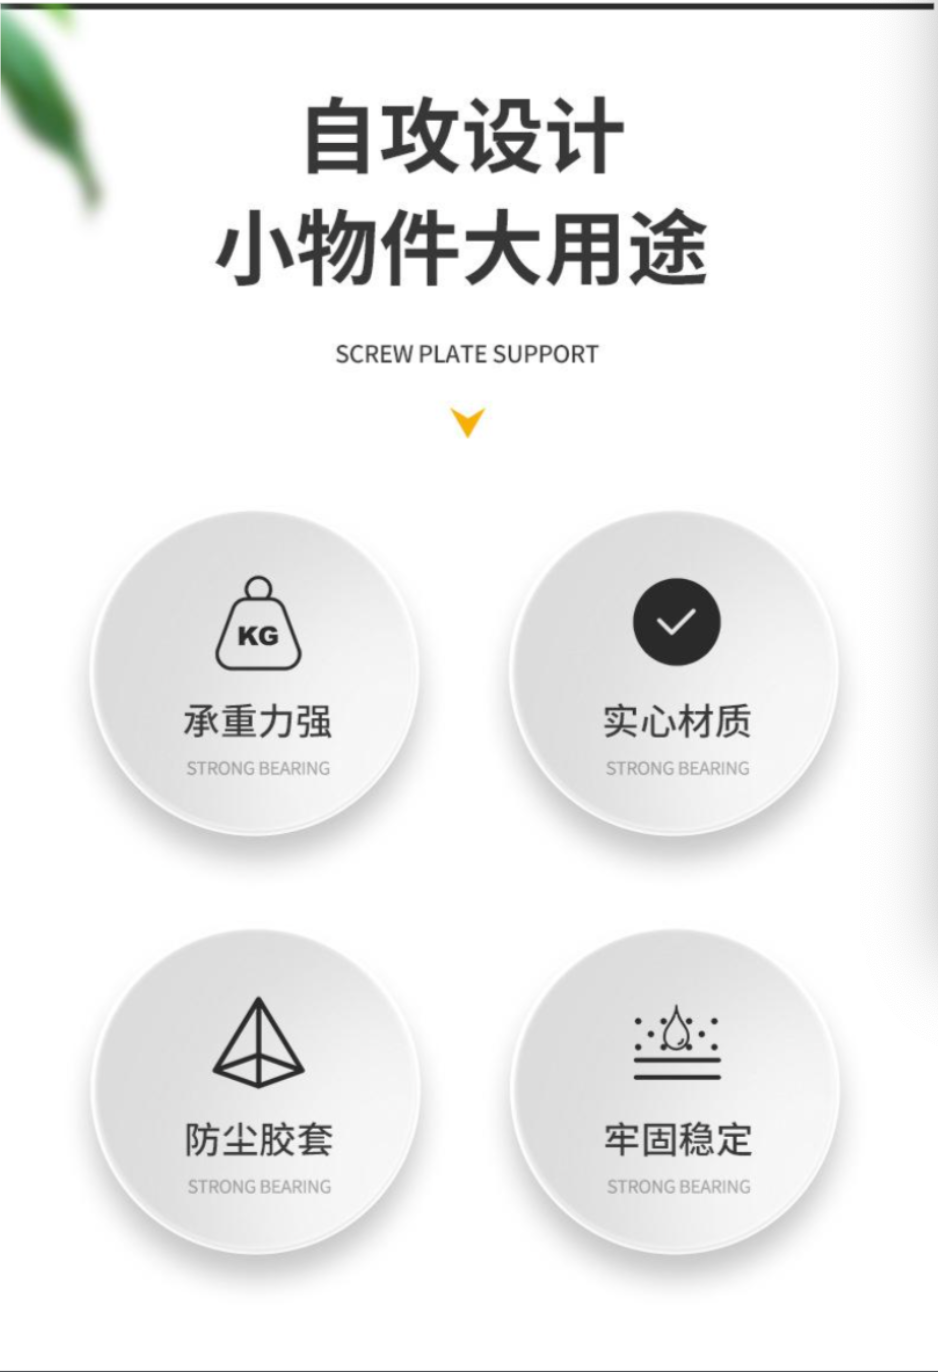 自攻设计
小物件大用途
SCREW PLATE SUPPORT
KG
承重力强
STRONG BEARING
实心材质
STRONG BEARING
防尘胶套
STRONG BEARING
牢固稳定
STRONG BEARING